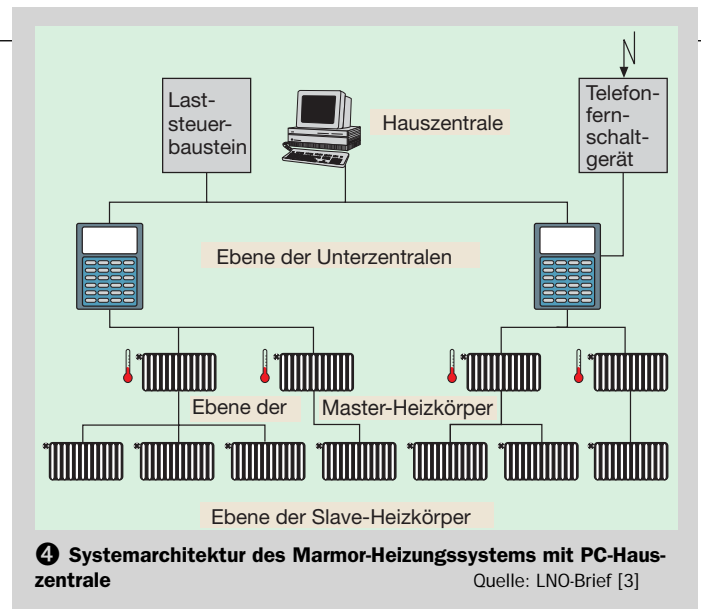 Last-
steuer-
baustein
Hauszentrale
Telefon-
fern-
schalt-
gerät
Ebene der Unterzentralen
Ebene der Master-Heizkörper
Ebene der Slave-Heizkörper
❹ Systemarchitektur des Marmor-Heizungssystems mit PC-Haus-
zentrale Quelle: LNO-Brief [3]